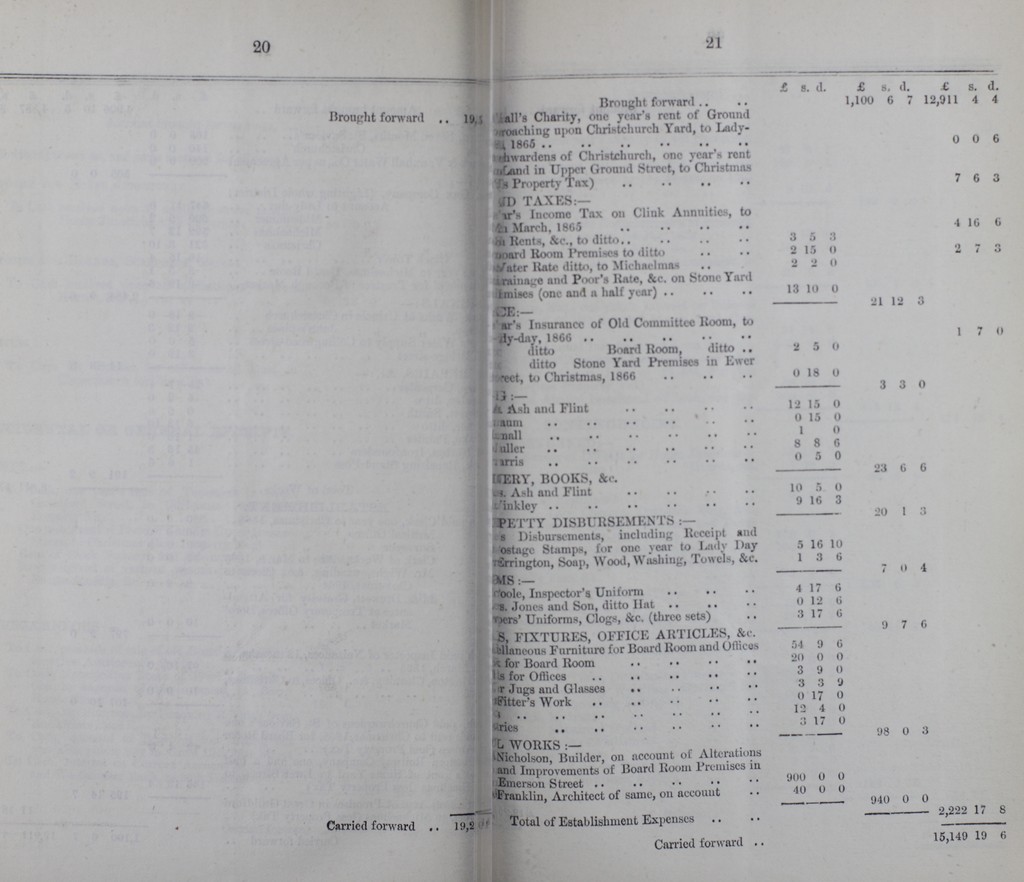 20
Brought forward ..
Carried forward ..
21
£ s. d. £ s. d. £ s. d.
Brought forward .. .. 1,100 6 7 12,911 4 4
all's Charity, one year's rent of Ground
oaching upon Christchurch Yard, to Lady-
1865 .. .. .. .. .. .. 0 0 6
hwardens of Christchurch, one year's rent
Land in Upper Ground Street, to Christmas
s Property Tax) .. .. .. .. 7 6 3
D TAXES:—
ar's Income Tax on Clink Annuities, to
March, 1865 .. .. .. .. .. 4 16 6
Rents, &c., to ditto.. .. .. .. 3 5 3
oard Room Premises to ditto .. .. 2 15 0 2 7 3
Water Rate ditto, to Michaelmas .. .. 2 2 0
rainage and Poor's Rate, &c. on Stone Yard
mises (one and a half year) .. .. .. 13 10 0
21 12 3
CE:—
ar's Insurance of Old Committee Room, to
dy-day, 1866 .. .. .. .. .. 1 7 0
ditto Board Room, ditto .. 2 5 0
ditto Stone Yard Premises in Ewer
reet, to Christmas, 1866 .. .. .. 0 18 0
3 3 0
G:—
Ash and Flint .. .. .. .. 12 15 0
aum .. .. .. .. .. .. 0 15 0
nall .. .. .. .. .. .. 1 0
uller .. .. .. .. .. .. 8 8 6
arris .. .. .. .. .. .. 0 5 0
23 6 6
ERY, BOOKS, &c.
s. Ash and Flint .. .. .. .. 10 5 0
inkley .. .. .. .. .. .. 9 16 3
20 1 3
PETTY DISBURSEMENTS:—
s Disbursements, including Receipt and
ostage Stamps, for one year to Lady Day 5 16 10
Errington, Soap, Wood, Washing, Towels, &c. 1 3 6
7 0 4
MS:—
oole, Inspector's Uniform .. .. .. 4 17 6
s. Jones and Son, ditto Hat .. .. .. 0 12 6
pers' Uniforms, Clogs, &c. (three sets) .. 3 17 6
9 7 6
S, FIXTURES, OFFICE ARTICLES, &c.
ellaneous Furniture for Board Room and Offices 54 9 6
for Board Room .. .. .. .. 20 0 0
s for Offices .. .. .. .. .. 3 9 0
r Jugs and Glasses .. .. .. .. 3 3 9
Fitter's Work .. .. .. .. .. 0 17 0
.. .. .. .. .. .. 12 4 0
ries .. .. .. .. .. .. 3 17 0
98 0 3
L WORKS:—
Nicholson, Builder, on account of Alterations
and Improvements of Board Room Premises in
Emerson Street .. .. .. .. .. 900 0 0
Franklin, Architect of same, on account .. 40 0 0
940 0 0
Total of Establishment Expenses .. .. 2,222 17 8
Carried forward .. 15,149 19 6